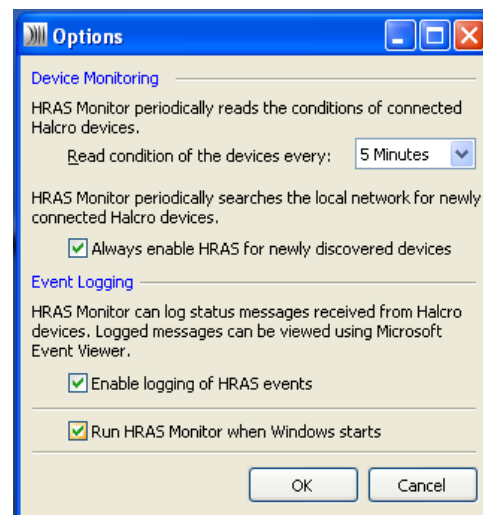 Options
Device Monitoring
HRAS Monitor periodically reads the conditions of connected
Halcro devices.
Read condition of the devices every: 5 Minutes
HRAS Monitor periodically searches the local network for newly
connected Halcro devices.
Always enable HRAS for newly discovered devices
Event Logging
HRAS Monitor can log status messages received from Halcro
devices. Logged messages can be viewed using Microsoft
Event Viewer.
Enable logging of HRAS events
Run HRAS Monitor when Windows starts
OK Cancel